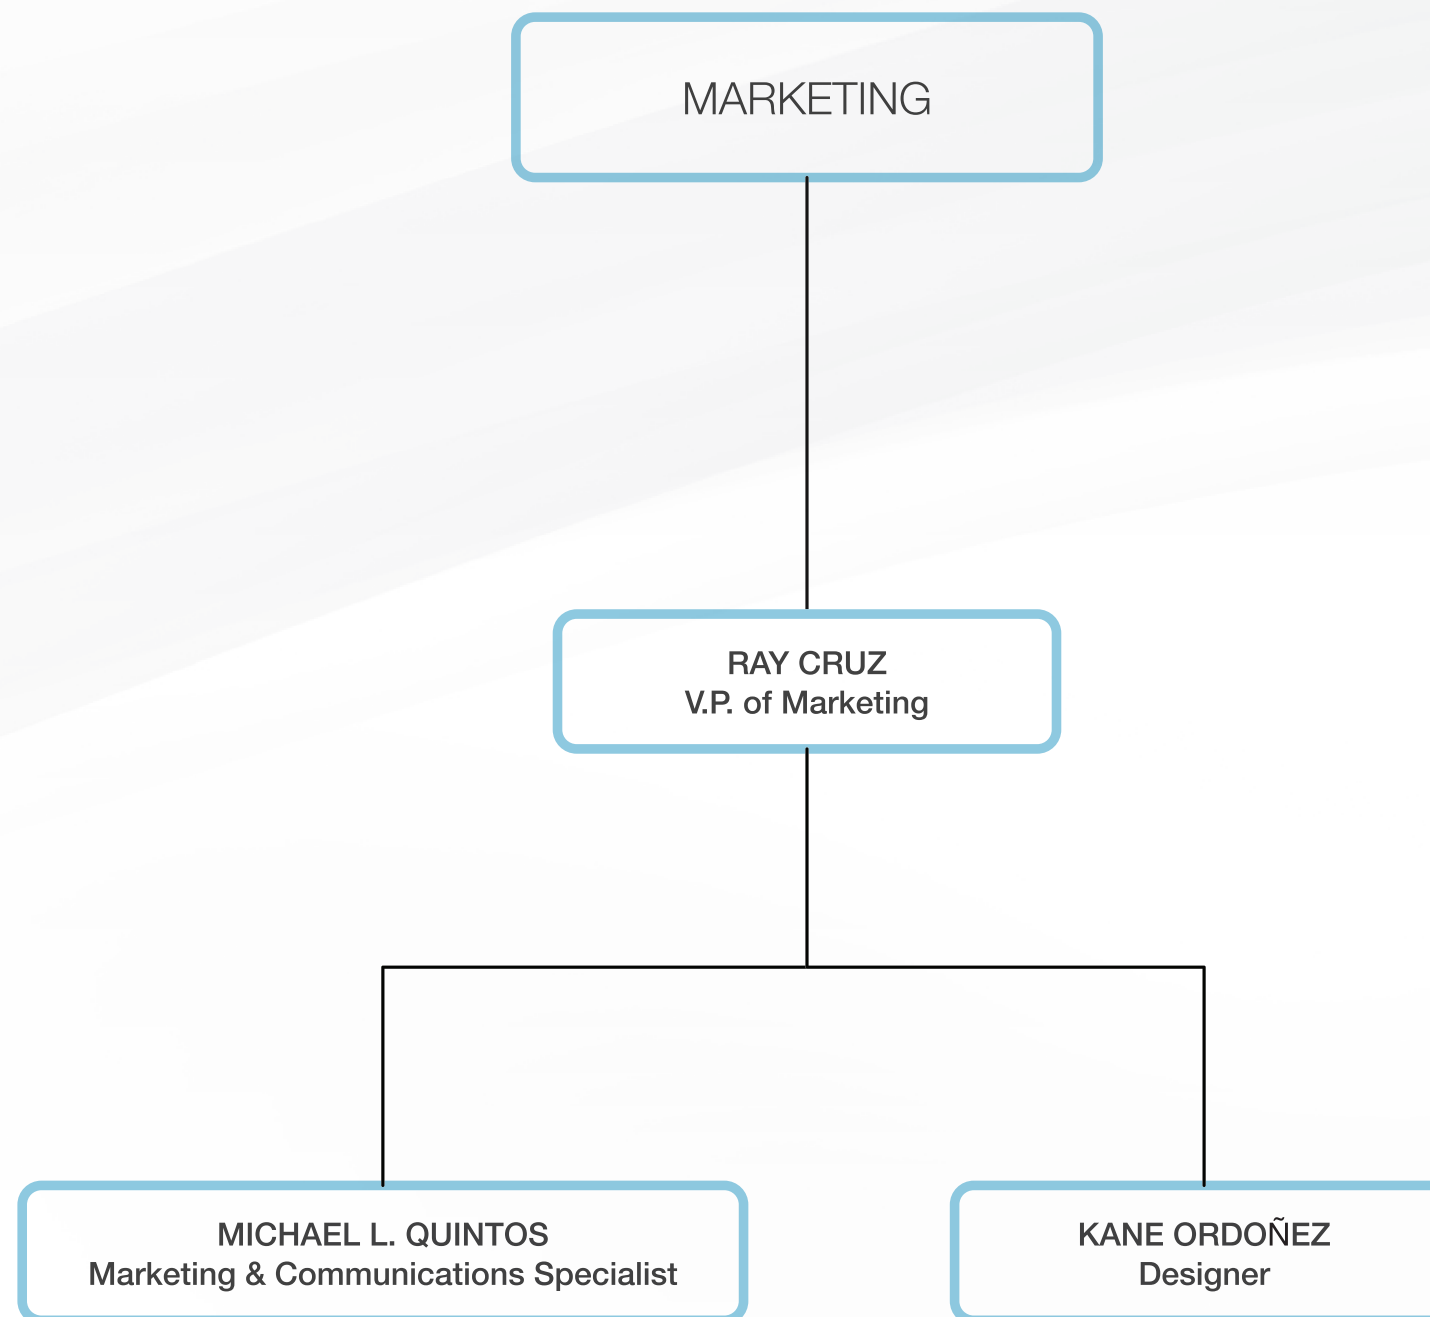 MARKETING
RAY CRUZ
V.P. of Marketing
MICHAEL L. QUINTOS
Marketing & Communications Specialist
KANE ORDOÑEZ
Designer